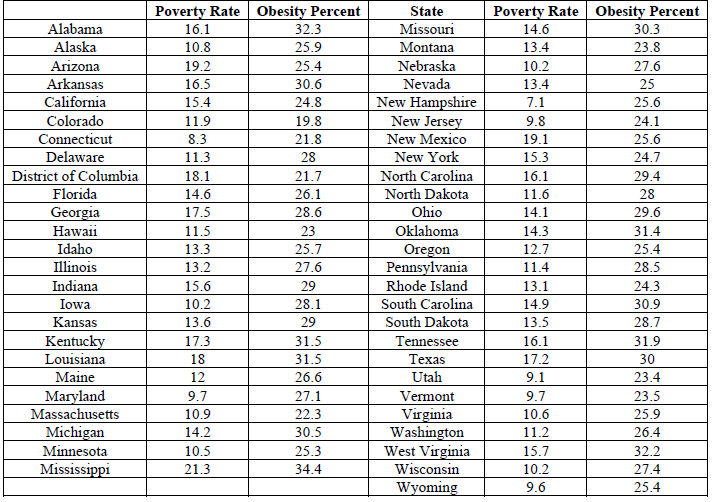 Poverty Rate Obesity Percent State Poverty Rate Obesity Percent
Alabama 16.1 32.3 Missouri 14.6 30.3
Alaska 10.8 25.9 Montana 13.4 23.8
Arizona 19.2 25.4 Nebraska 10.2 27.6
Arkansas 16.5 30.6 Nevada 13.4 25
California 15.4 24.8 New Hampshire 7.1 25.6
Colorado 11.9 19.8 New Jersey 9.8 24.1
Connecticut 8.3 21.8 New Mexico 19.1 25.6
Delaware 11.3 28 New York 15.3 24.7
District of Columbia 18.1 21.7 North Carolina 16.1 29.4
Florida 14.6 26.1 North Dakota 11.6 28
Georgia 17.5 28.6 Ohio 14.1 29.6
Hawaii 11.5 23 Oklahoma 14.3 31.4
Idaho 13.3 25.7 Oregon 12.7 25.4
Illinois 13.2 27.6 Pennsylvania 11.4 28.5
Indiana 15.6 29 Rhode Island 13.1 24.3
Iowa 10.2 28.1 South Carolina 14.9 30.9
Kansas 13.6 29 South Dakota 13.5 28.7
Kentucky 17.3 31.5 Tennessee 16.1 31.9
Louisiana 18 31.5 Texas 17.2 30
Maine 12 26.6 Utah 9.1 23.4
Maryland 9.7 27.1 Vermont 9.7 23.5
Massachusetts 10.9 22.3 Virginia 10.6 25.9
Michigan 14.2 30.5 Washington 11.2 26.4
Minnesota 10.5 25.3 West Virginia 15.7 32.2
Mississippi 21.3 34.4 Wisconsin 10.2 27.4
Wyoming 9.6 25.4